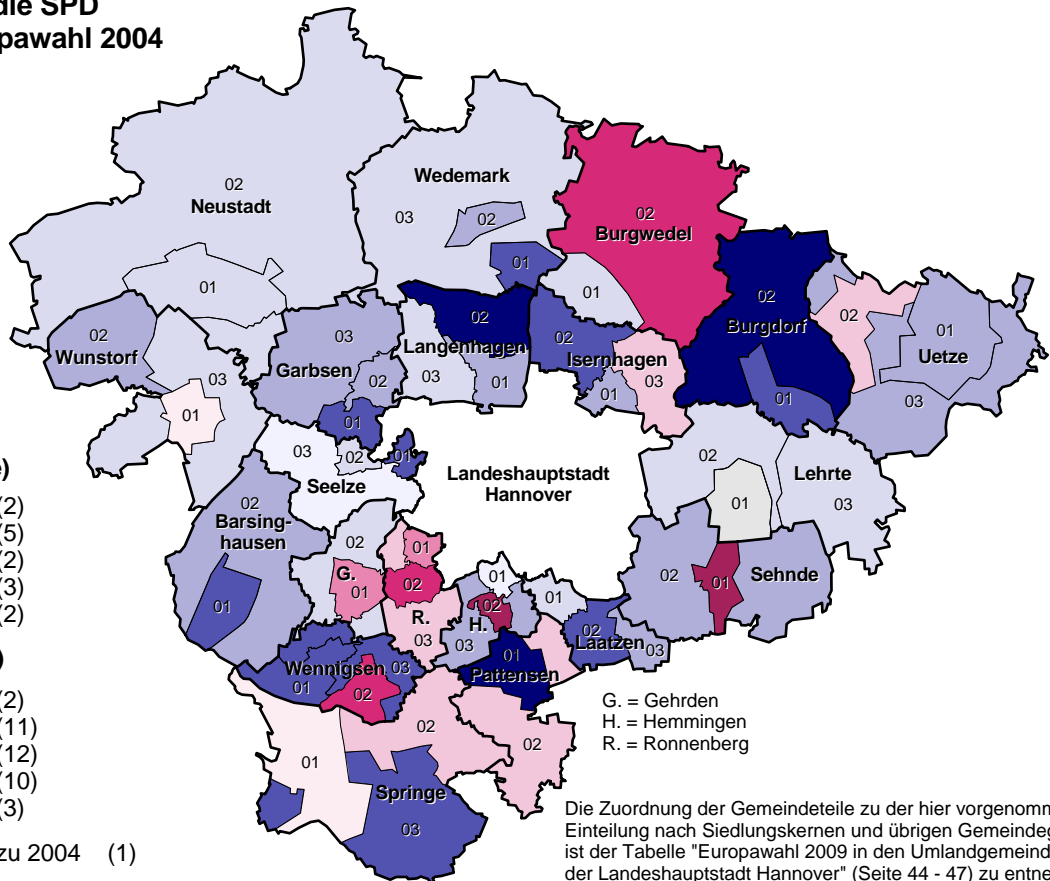 die SPD
pawahl 2004
02
Neustadt
01
Wedemark
03
02
01
02
Burgwedel
01
02
Burgdorf
01
02
01
Uetze
03
02
Wunstorf
03
01
03
Garbsen
02
01
02
Langenhagen
03
01
02
Isernhagen
01
03
03
02
01
Seelze
Landeshauptstadt
Hannover
02
Lehrte
01
03
02
Barsing-
hausen
01
02
G.
01
01
02
R.
03
01
02
H.
03
01
02
Laatzen
03
02
01
Sehnde
Wennigsen
01
02
03
01
Pattensen
02
01
02
Springe
03
G. = Gehrden
H. = Hemmingen
R. = Ronnenberg
)
(2)
(5)
(2)
(3)
(2)
)
(2)
(11)
(12)
(10)
(3)
zu 2004 (1)
Die Zuordnung der Gemeindeteile zu der hier vorgenomm
Einteilung nach Siedlungskernen und übrigen Gemeindeg
ist der Tabelle "Europawahl 2009 in den Umlandgemeind
der Landeshauptstadt Hannover" (Seite 44 - 47) zu entne